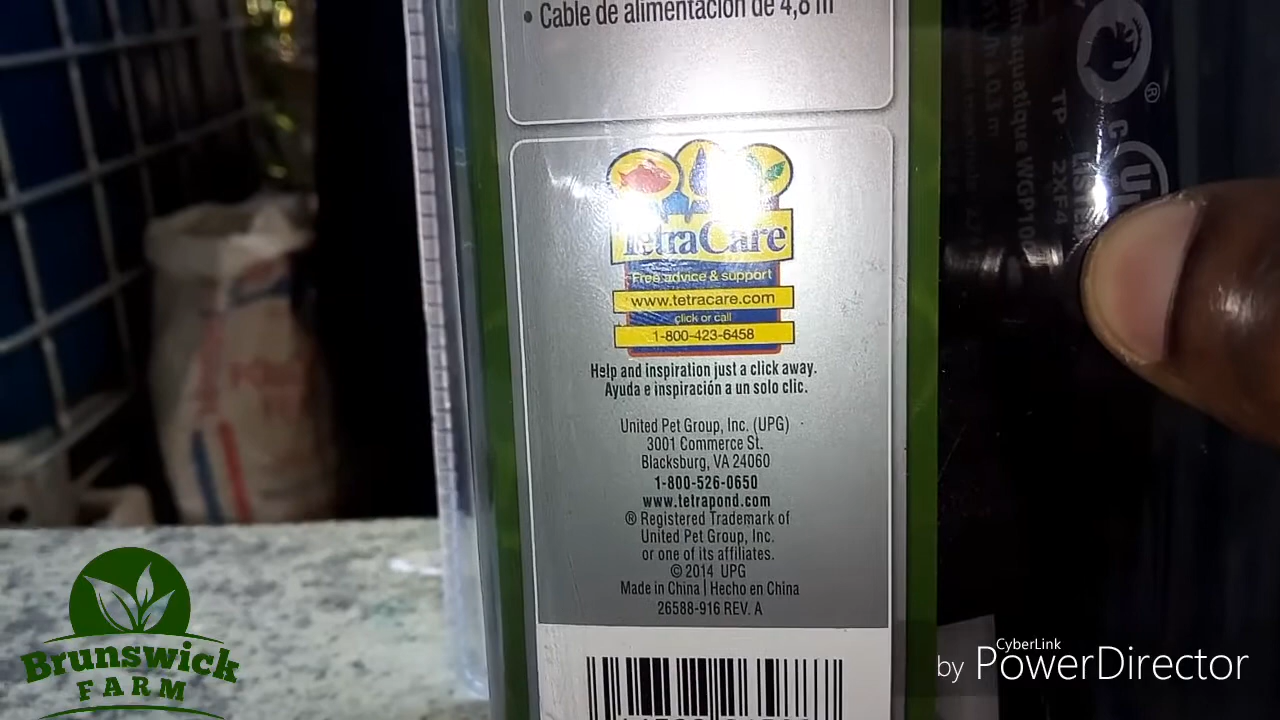 • Cable de alimentación de 4,8 m
TetraCare
Free advice & support
www.tetracare.com
click or call
1-800-423-6458
Help and inspiration just a click away.
Ayuda e inspiración a un solo clic.
United Pet Group, Inc. (UPG)
3001 Commerce St.
Blacksburg, VA 24060
1-800-526-0650
www.tetrapond.com
® Registered Trademark of
United Pet Group, Inc.
or one of its affiliates.
© 2014 UPG
Made in China | Hecho en China
26588-916 REV. A
®
TP 2XF4
aquatique WGP10
Brunswick
FARM
CyberLink
by PowerDirector